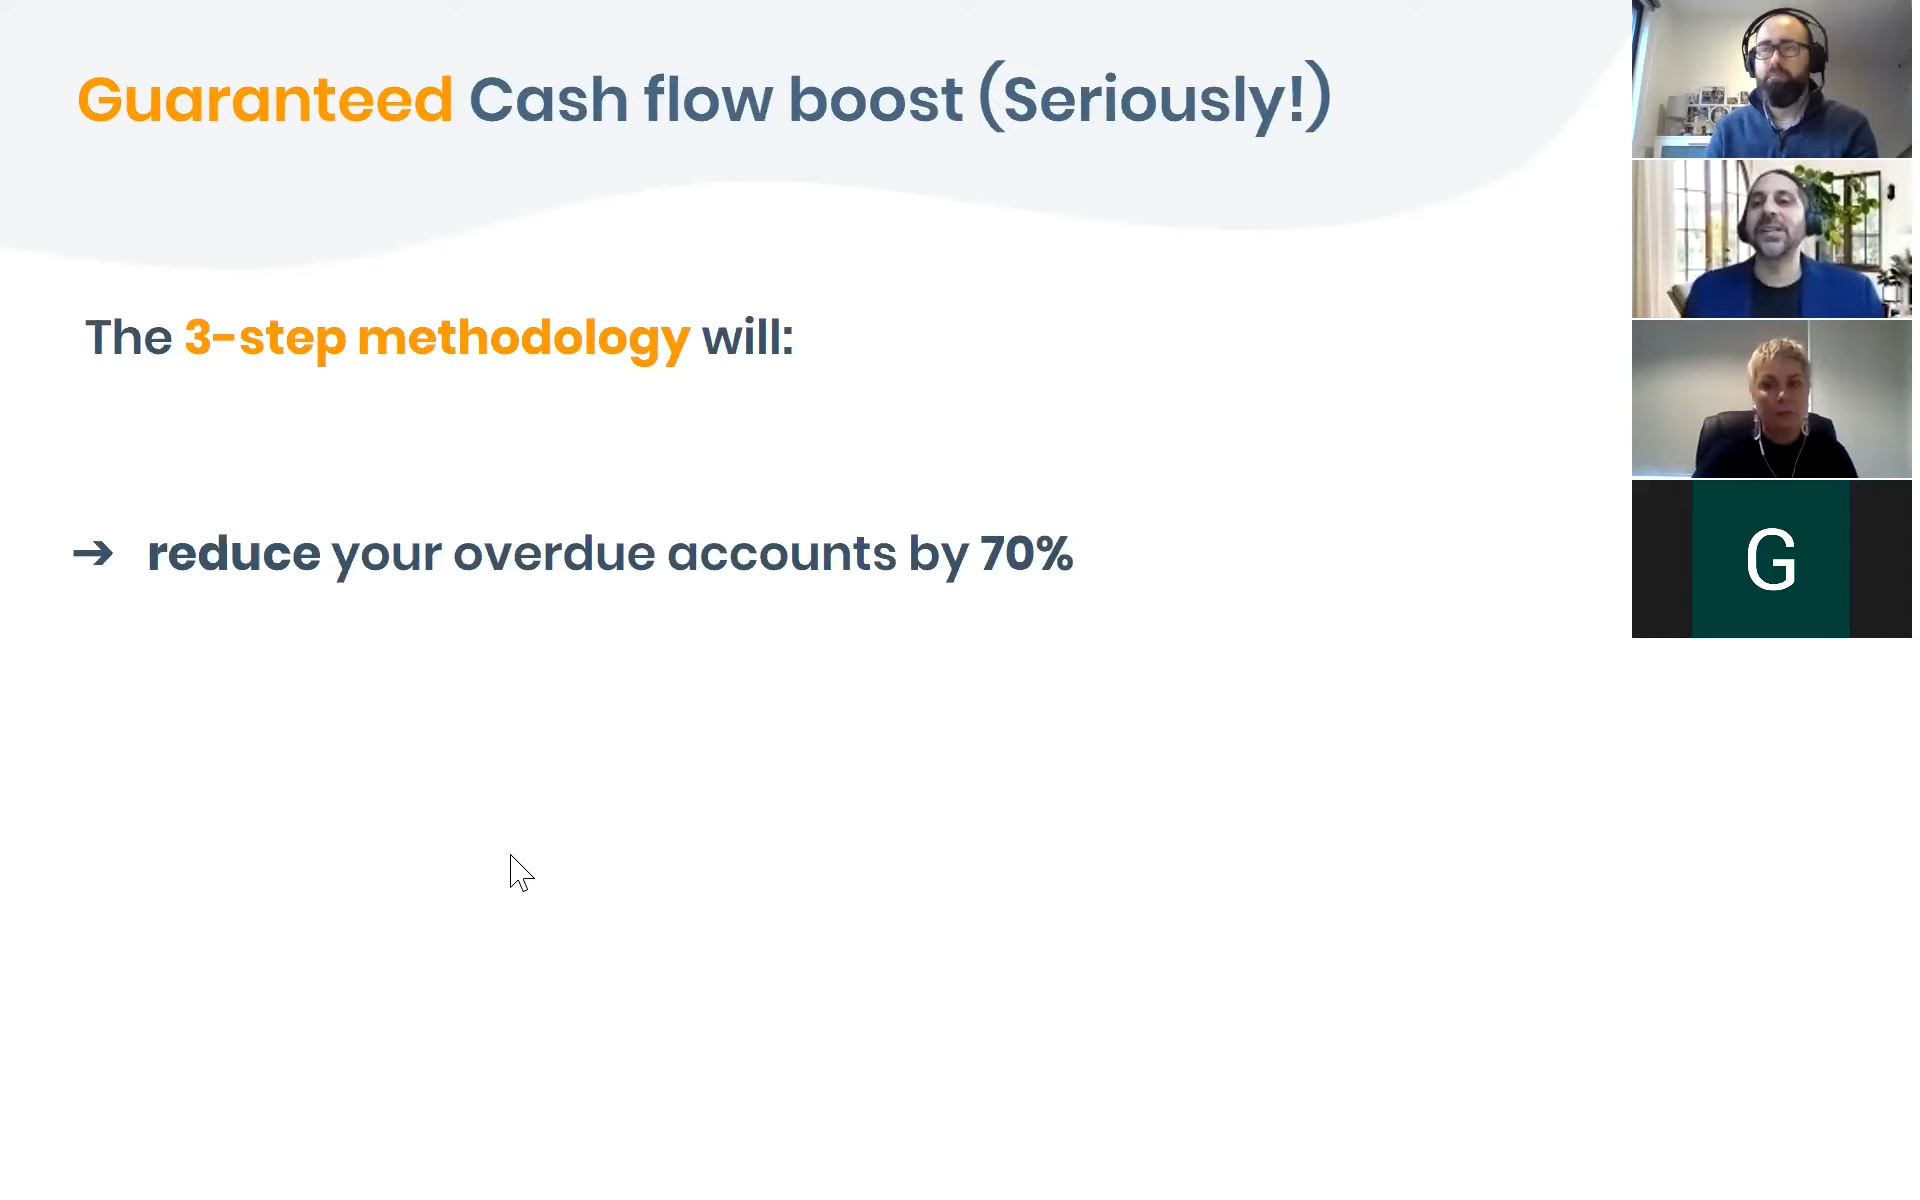 Guaranteed Cash flow boost (Seriously!)
The 3-step methodology will:
➔ reduce your overdue accounts by 70%
G